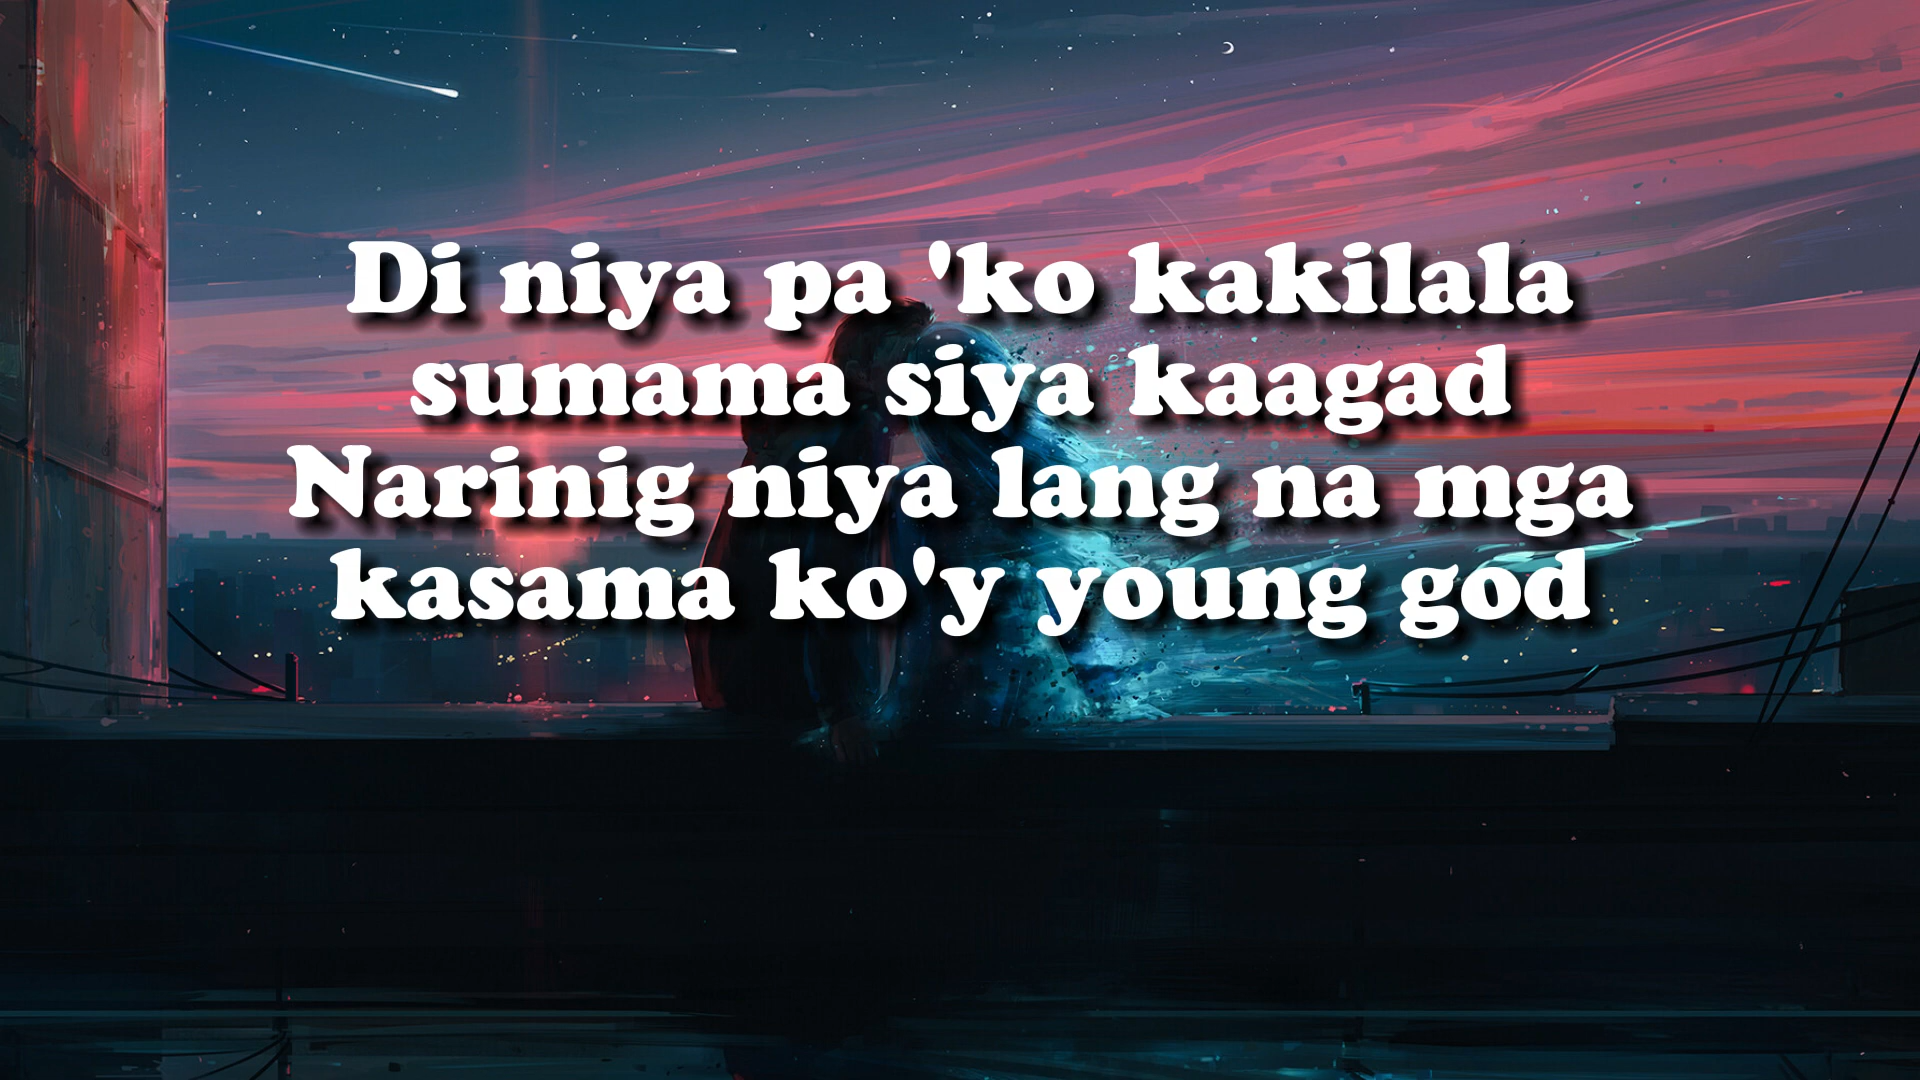 Di niya pa 'ko kakilala
sumama siya kaagad
Narinig niya lang na mga
kasama ko'y young god